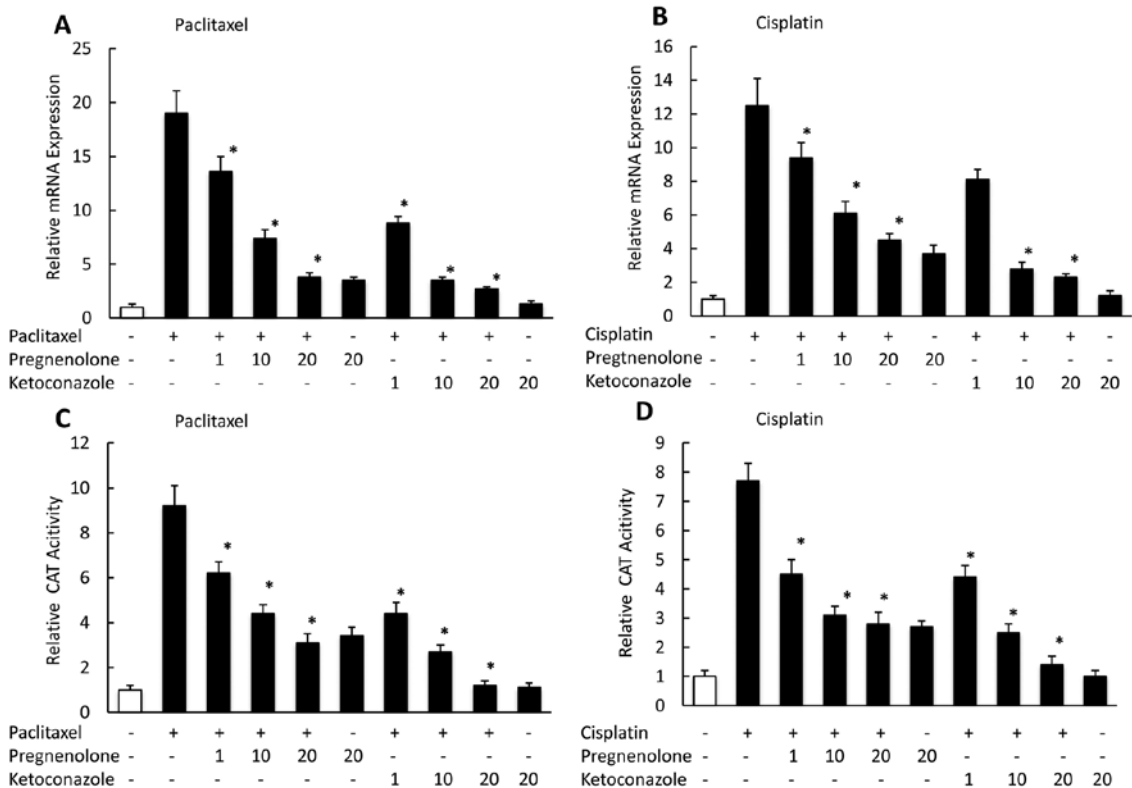 A Paclitaxel
Relative mRNA Expression
25
20
15
10
5
0
Paclitaxel - + + + + - + + + -
Pregnenolone - - 1 10 20 20 - - - -
Ketoconazole - - - - - - 1 10 20 20
B Cisplatin
Relative mRNA Expression
16
14
12
10
8
6
4
2
0
* * * * * * 
Cisplatin - + + + + - + + + -
Pregtnenolone - - 1 10 20 20 - - - -
Ketoconazole - - - - - - 1 10 20 20
C Paclitaxel
Relative CAT Acitivity
12
10
8
6
4
2
0
* * * * * *
Paclitaxel - + + + + - + + + -
Pregnenolone - - 1 10 20 20 - - - -
Ketoconazole - - - - - - 1 10 20 20
D Cisplatin
Relative CAT Acitivity
9
8
7
6
5
4
3
2
1
0
* * * * * *
Cisplatin - + + + + - + + + -
Pregnenolone - - 1 10 20 20 - - - -
Ketoconazole - - - - - - 1 10 20 20